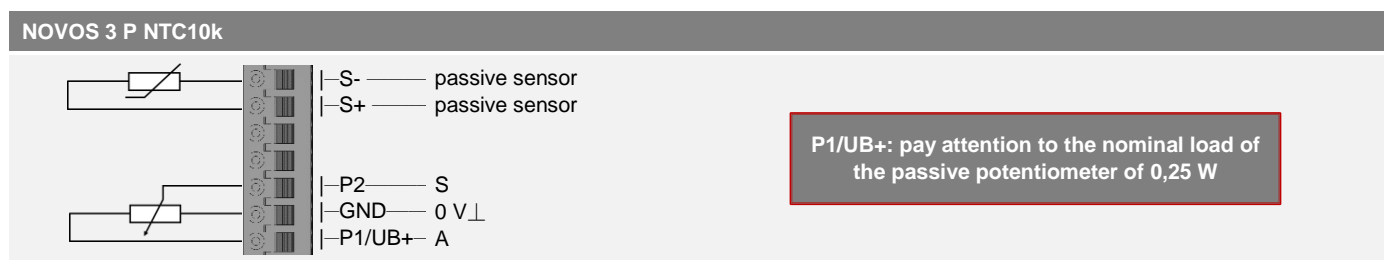 NOVOS 3 P NTC10k
S- passive sensor
S+ passive sensor
P1/UB+: pay attention to the nominal load of
the passive potentiometer of 0,25 W
P2 S
GND 0 V⊥
P1/UB+ A